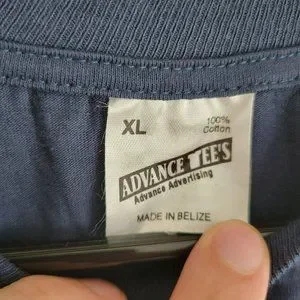 XL
100%
Cotton
ADVANCE TEE'S
Advance Advertising
MADE IN BELIZE